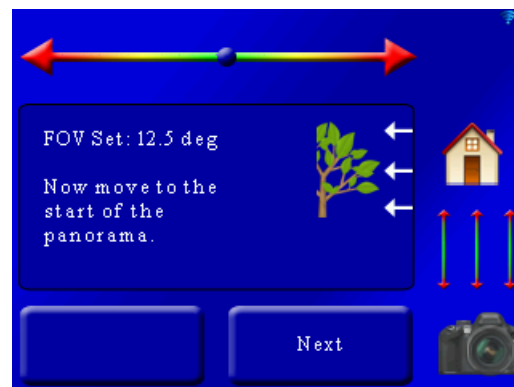 FOV Set: 12.5 deg
Now move to the
start of the
panorama.
Next